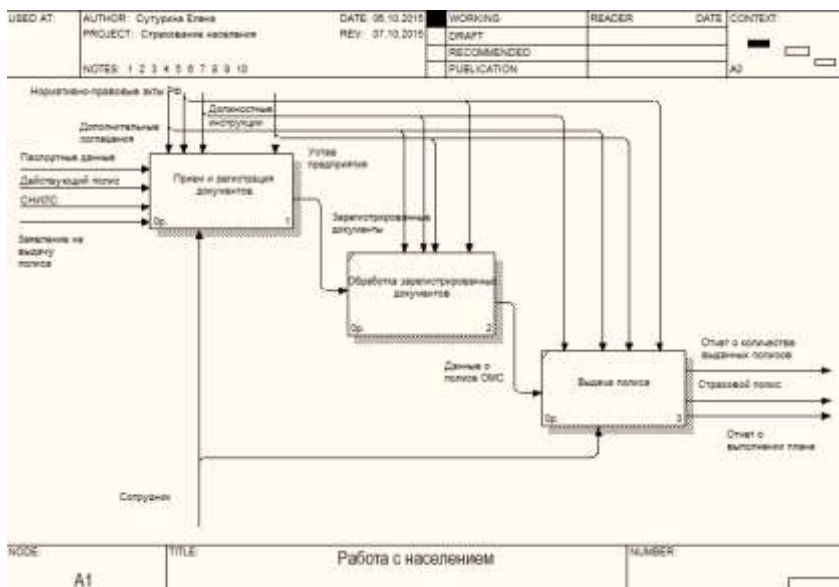 USED AT:
AUTHOR: Сутурина Елена
PROJECT: Страхование населения
NOTES: 1 2 3 4 5 6 7 8 9 10
DATE: 06.10.2015
REV: 07.10.2015
WORKING
DRAFT
RECOMMENDED
PUBLICATION
READER
DATE
CONTEXT:
A0
Нормативно-правовые акты РФ
Должностные
инструкции
Дополнительные
соглашения
Устав
предприятия
Паспортные данные
Действующий полис
СНИЛС
Заявление на
выдачу
полиса
Прием и регистрация
документов
0р.
1
Зарегистрированные
документы
Обработка зарегистрированных
документов
0р.
2
Данные о
полисе ОМС
Выдача полиса
0р.
3
Отчет о количестве
выданных полисов
Страховой полис
Отчет о
выполнении плана
Сотрудник
NODE:
A1
TITLE:
Работа с населением
NUMBER: